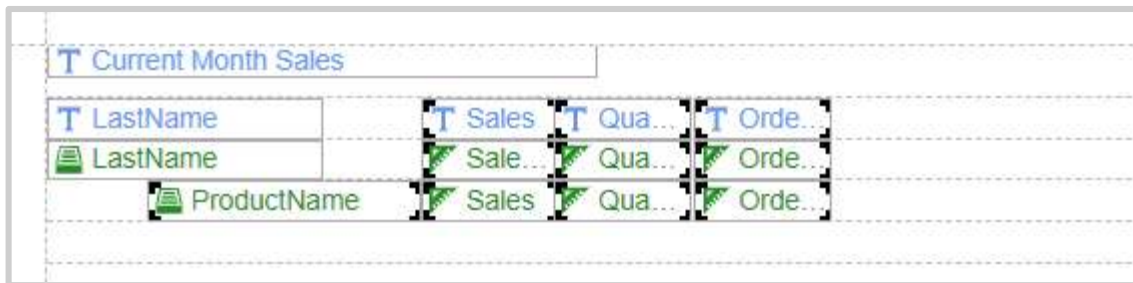 Current Month Sales
LastName Sales Qua... Orde...
LastName Sale... Qua... Orde...
ProductName Sales Qua... Orde...